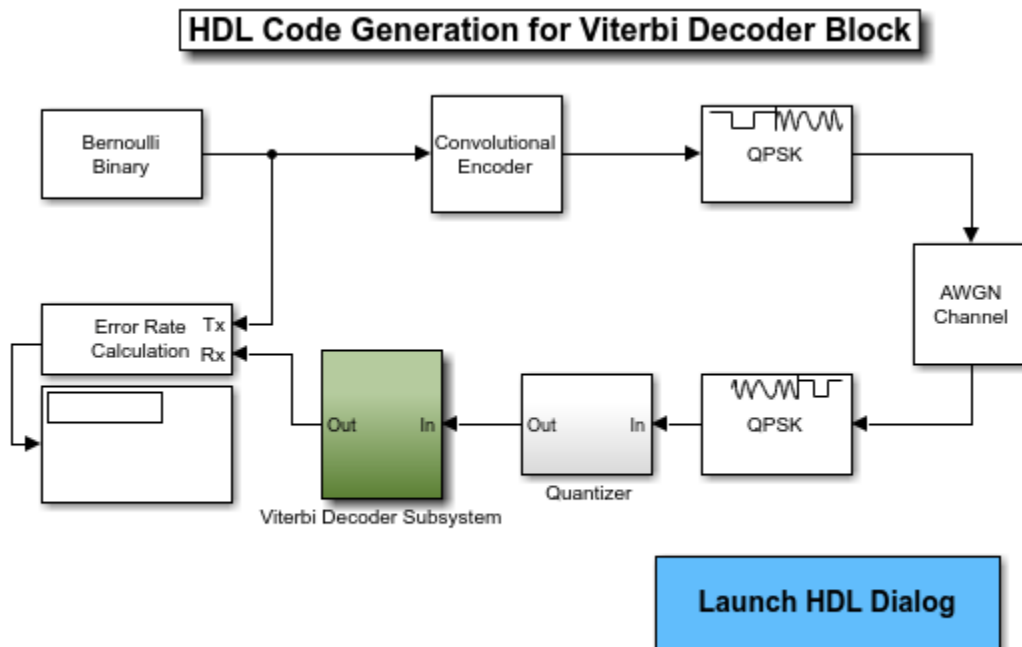 HDL Code Generation for Viterbi Decoder Block
Bernoulli
Binary
Convolutional
Encoder
QPSK
AWGN
Channel
Error Rate
Calculation
Tx
Rx
Out
In
Viterbi Decoder Subsystem
Out
In
Quantizer
QPSK
Launch HDL Dialog